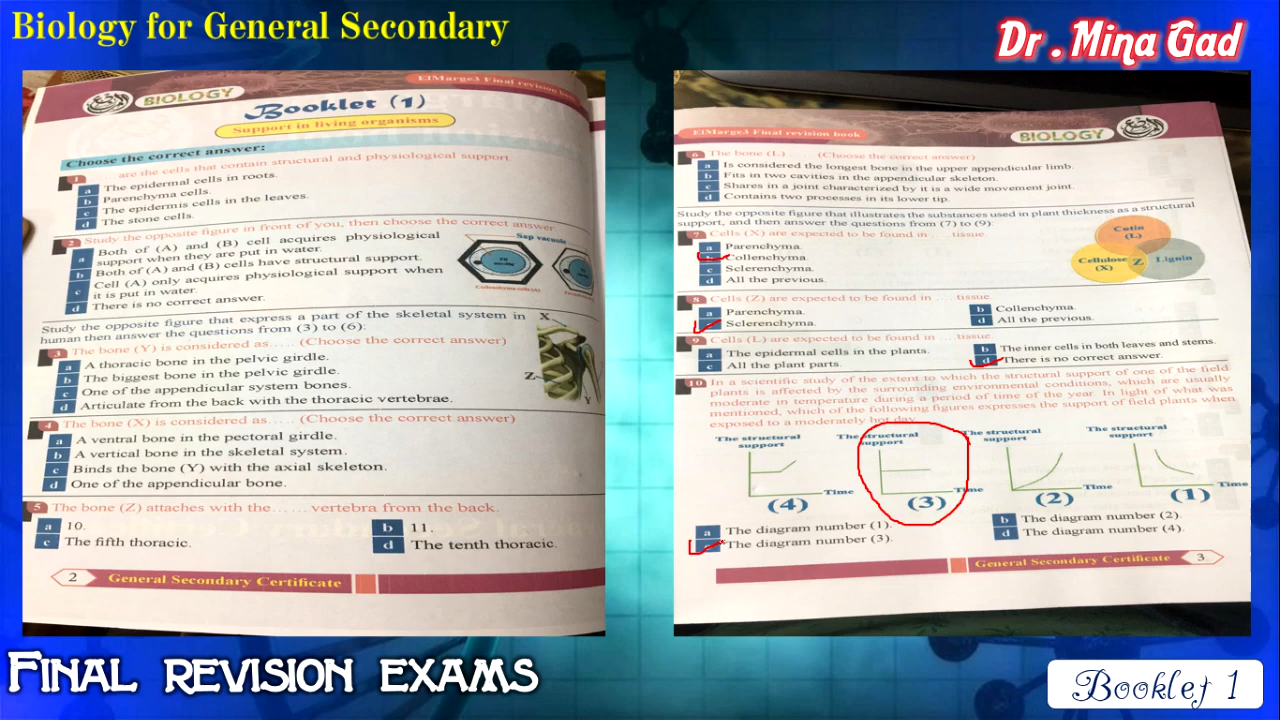 Biology for General Secondary
Dr . Mina Gad
BIOLOGY
ElMarge3 Final revision
Booklet (1)
Support in living organisms
Choose the correct answer:
1 ...... are the cells that contain structural and physiological support.
a The epidermal cells in roots.
b Parenchyma cells.
c The epidermis cells in the leaves.
d The stone cells.
2 Study the opposite figure in front of you, then choose the correct answer
a Both of (A) and (B) cell acquires physiological
support when they are put in water.
b Both of (A) and (B) cells have structural support.
c Cell (A) only acquires physiological support when
it is put in water.
d There is no correct answer.
Sap vacuole
Collenchyma cells(A)
Study the opposite figure that express a part of the skeletal system in
human then answer the questions from (3) to (6):
3 The bone (Y) is considered as..... (Choose the correct answer)
a A thoracic bone in the pelvic girdle.
b The biggest bone in the pelvic girdle.
c One of the appendicular system bones.
d Articulate from the back with the thoracic vertebrae.
X
Z
Y
4 The bone (X) is considered as..... (Choose the correct answer)
a A ventral bone in the pectoral girdle.
b A vertical bone in the skeletal system.
c Binds the bone (Y) with the axial skeleton.
d One of the appendicular bone.
5 The bone (Z) attaches with the...... vertebra from the back.
a 10.
b 11.
c The fifth thoracic.
d The tenth thoracic.
2 General Secondary Certificate
ElMarge3 Final revision book
BIOLOGY
6 The bone (L) ..... (Choose the correct answer)
a Is considered the longest bone in the upper appendicular limb.
b Fits in two cavities in the appendicular skeleton.
c Shares in a joint characterized by it is a wide movement joint.
d Contains two processes in its lower tip.
Study the opposite figure that illustrates the substances used in plant thickness as a structural
support, and then answer the questions from (7) to (9):
7 Cells (X) are expected to be found in .... tissue.
a Parenchyma.
Collenchyma.
c Sclerenchyma.
d All the previous.
Cutin
(L)
Cellulose
(X)
Z
Lignin
8 Cells (Z) are expected to be found in .... tissue.
a Parenchyma.
b Collenchyma.
Sclerenchyma.
d All the previous.
9 Cells (L) are expected to be found in ....tissue.
a The epidermal cells in the plants.
b The inner cells in both leaves and stems.
c All the plant parts.
d There is no correct answer.
10 In a scientific study of the extent to which the structural support of one of the field
plants is affected by the surrounding environmental conditions, which are usually
moderate in temperature during a period of time of the year. In light of what was
mentioned, which of the following figures expresses the support of field plants when
exposed to a moderately hot day.
The structural
support
The structural
support
The structural
support
The structural
support
Time
Time
Time
Time
(4)
(3)
(2)
(1)
a The diagram number (1).
b The diagram number (2).
The diagram number (3).
d The diagram number (4).
General Secondary Certificate 3
Final revision exams
Booklet 1